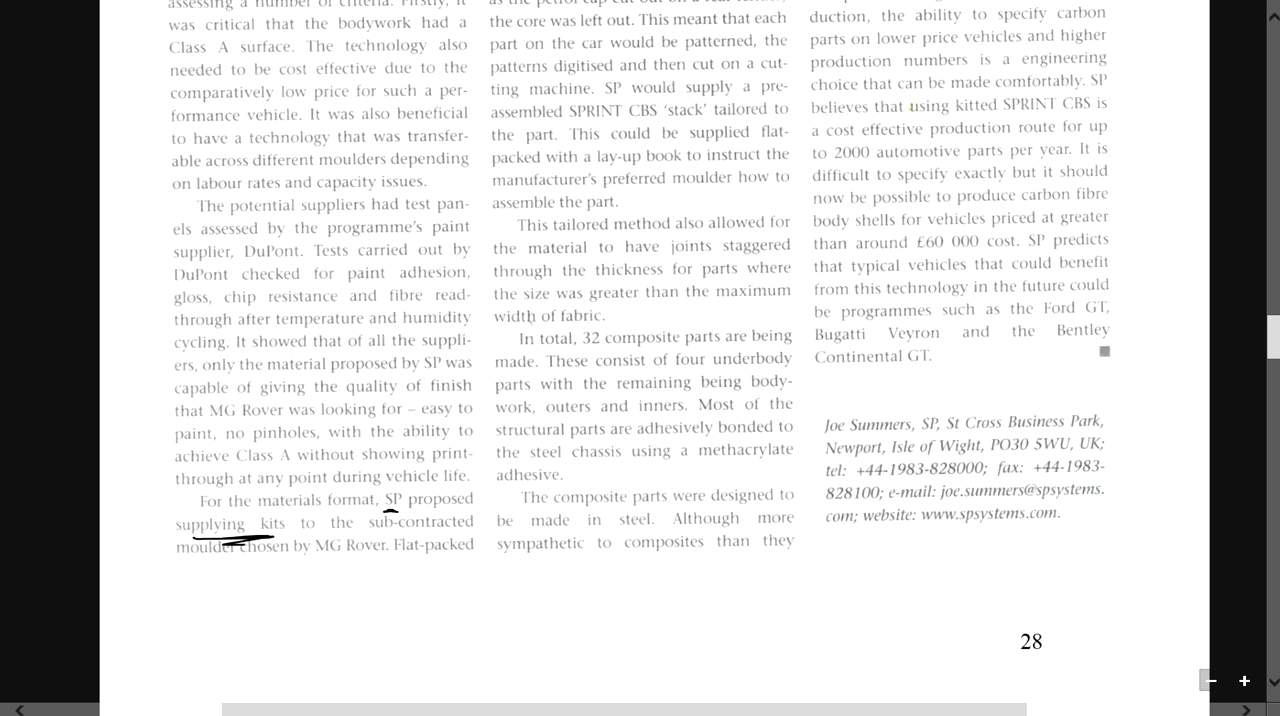 was critical that the bodywork had a
Class A surface. The technology also
needed to be cost effective due to the
comparatively low price for such a per-
formance vehicle. It was also beneficial
to have a technology that was transfer-
able across different moulders depending
on labour rates and capacity issues.
The potential suppliers had test pan-
els assessed by the programme's paint
supplier, DuPont. Tests carried out by
DuPont checked for paint adhesion,
gloss, chip resistance and fibre read-
through after temperature and humidity
cycling. It showed that of all the suppli-
ers, only the material proposed by SP was
capable of giving the quality of finish
that MG Rover was looking for – easy to
paint, no pinholes, with the ability to
achieve Class A without showing print-
through at any point during vehicle life.
For the materials format, SP proposed
supplying kits to the sub-contracted
moulder chosen by MG Rover. Flat-packed
the core was left out. This meant that each
part on the car would be patterned, the
patterns digitised and then cut on a cut-
ting machine. SP would supply a pre-
assembled SPRINT CBS 'stack' tailored to
the part. This could be supplied flat-
packed with a lay-up book to instruct the
manufacturer's preferred moulder how to
assemble the part.
This tailored method also allowed for
the material to have joints staggered
through the thickness for parts where
the size was greater than the maximum
width of fabric.
In total, 32 composite parts are being
made. These consist of four underbody
parts with the remaining being body-
work, outers and inners. Most of the
structural parts are adhesively bonded to
the steel chassis using a methacrylate
adhesive.
The composite parts were designed to
be made in steel. Although more
sympathetic to composites than they
duction, the ability to specify carbon
parts on lower price vehicles and higher
production numbers is a engineering
choice that can be made comfortably. SP
believes that using kitted SPRINT CBS is
a cost effective production route for up
to 2000 automotive parts per year. It is
difficult to specify exactly but it should
now be possible to produce carbon fibre
body shells for vehicles priced at greater
than around £60 000 cost. SP predicts
that typical vehicles that could benefit
from this technology in the future could
be programmes such as the Ford GT,
Bugatti Veyron and the Bentley
Continental GT.
Joe Summers, SP, St Cross Business Park,
Newport, Isle of Wight, PO30 5WU, UK;
tel: +44-1983-828000; fax: +44-1983-
828100; e-mail: joe.summers@spsystems.
com; website: www.spsystems.com.
28